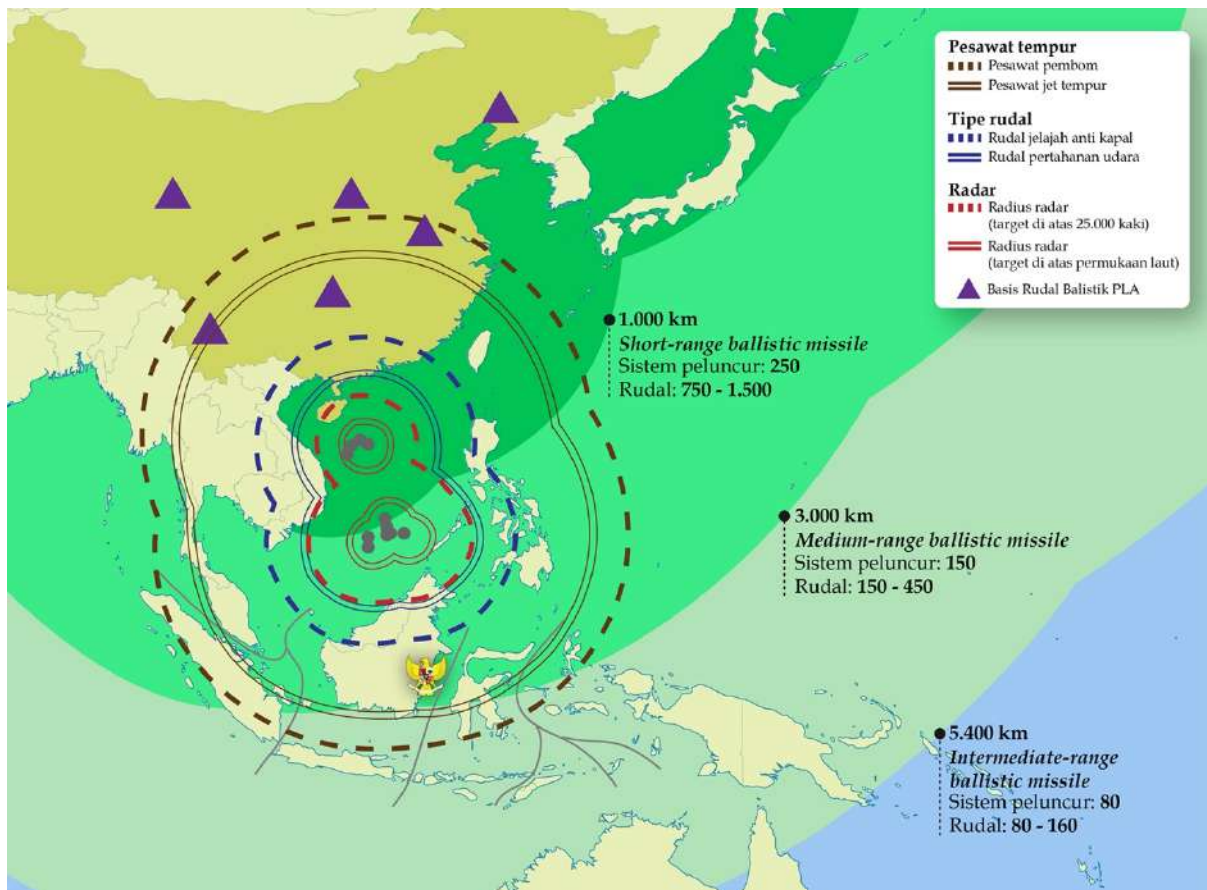 Pesawat tempur
Pesawat pembom
Pesawat jet tempur
Tipe rudal
Rudal jelajah anti kapal
Rudal pertahanan udara
Radar
Radius radar
(target di atas 25.000 kaki)
Radius radar
(target di atas permukaan laut)
Basis Rudal Balistik PLA
1.000 km
Short-range ballistic missile
Sistem peluncur: 250
Rudal: 750 - 1.500
3.000 km
Medium-range ballistic missile
Sistem peluncur: 150
Rudal: 150 - 450
5.400 km
Intermediate-range
ballistic missile
Sistem peluncur: 80
Rudal: 80 - 160